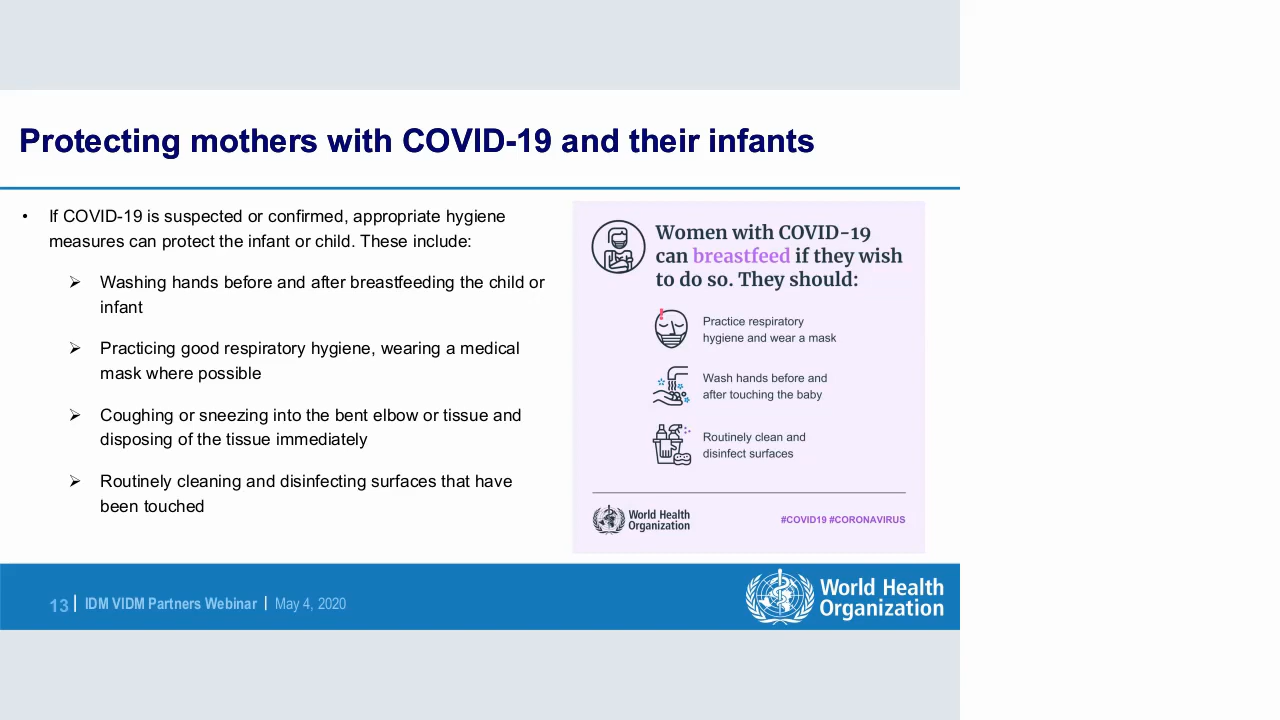 Protecting mothers with COVID-19 and their infants
• If COVID-19 is suspected or confirmed, appropriate hygiene
measures can protect the infant or child. These include:
➢ Washing hands before and after breastfeeding the child or
infant
➢ Practicing good respiratory hygiene, wearing a medical
mask where possible
➢ Coughing or sneezing into the bent elbow or tissue and
disposing of the tissue immediately
➢ Routinely cleaning and disinfecting surfaces that have
been touched
Women with COVID-19
can breastfeed if they wish
to do so. They should:
Practice respiratory
hygiene and wear a mask
Wash hands before and
after touching the baby
Routinely clean and
disinfect surfaces
World Health
Organization
#COVID19 #CORONAVIRUS
13 | IDM VIDM Partners Webinar | May 4, 2020
World Health
Organization